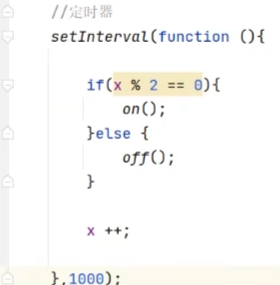 //定时器
setInterval(function (){
if(x % 2 == 0){
on();
}else {
off();
}
x ++;
},1000);